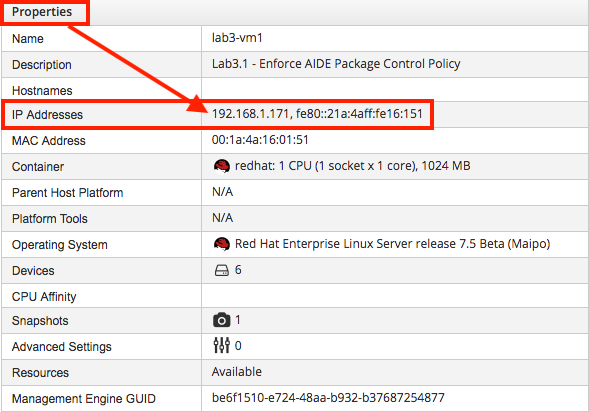 Properties
Name lab3-vm1
Description Lab3.1 - Enforce AIDE Package Control Policy
Hostnames
IP Addresses 192.168.1.171, fe80::21a:4aff:fe16:151
MAC Address 00:1a:4a:16:01:51
Container redhat: 1 CPU (1 socket x 1 core), 1024 MB
Parent Host Platform N/A
Platform Tools N/A
Operating System Red Hat Enterprise Linux Server release 7.5 Beta (Maipo)
Devices 6
CPU Affinity
Snapshots 1
Advanced Settings 0
Resources Available
Management Engine GUID be6f1510-e724-48aa-b932-b37687254877